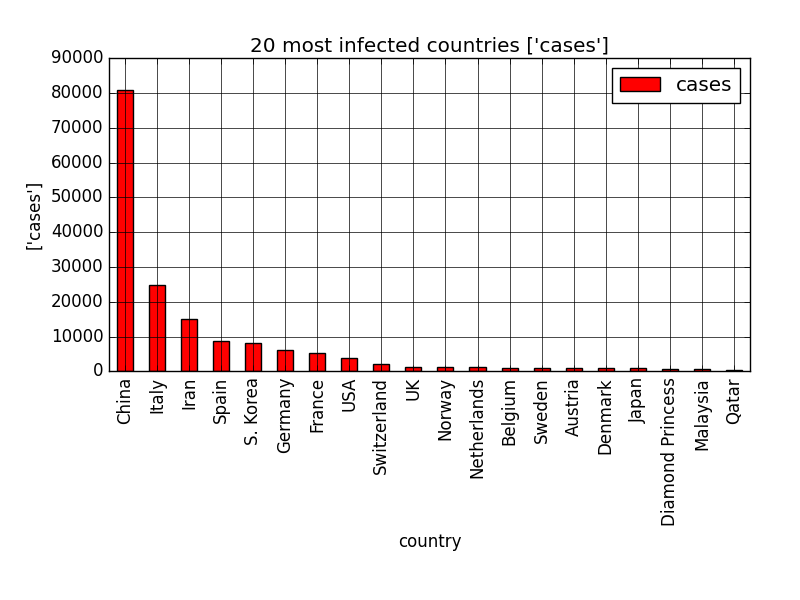 20 most infected countries ['cases']
cases
['cases']
90000
80000
70000
60000
50000
40000
30000
20000
10000
0
China
Italy
Iran
Spain
S. Korea
Germany
France
USA
Switzerland
UK
Norway
Netherlands
Belgium
Sweden
Austria
Denmark
Japan
Diamond Princess
Malaysia
Qatar
country